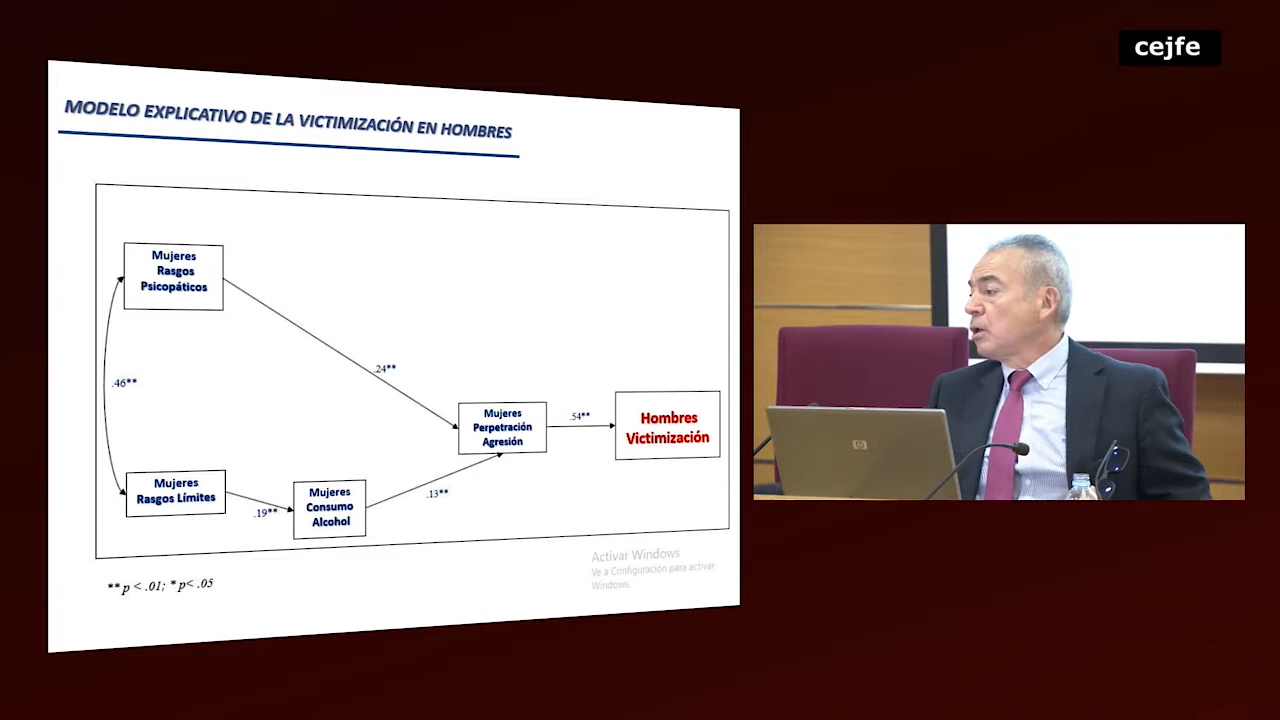 cejfe
MODELO EXPLICATIVO DE LA VICTIMIZACIÓN EN HOMBRES
Mujeres
Rasgos
Psicopáticos
.24**
.46**
Mujeres
Perpetración
Agresión
.54**
Hombres
Victimización
Mujeres
Rasgos Límites
.19**
Mujeres
Consumo
Alcohol
.13**
Activar Windows
Ve a Configuración para activar
Windows.
** p < .01; * p< .05
hp